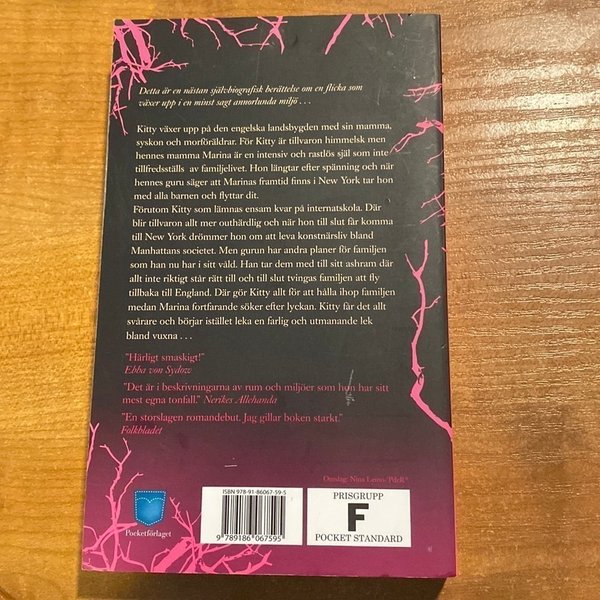 Detta är en nästan självbiografisk berättelse om en flicka som
växer upp i en minst sagt annorlunda miljö . . .
Kitty växer upp på den engelska landsbygden med sin mamma,
syskon och morföräldrar. För Kitty är tillvaron himmelsk men
hennes mamma Marina är en intensiv och rastlös själ som inte
tillfredsställs av familjelivet. Hon längtar efter spänning och när
hennes guru säger att Marinas framtid finns i New York tar hon
med alla barnen och flyttar dit.
Förutom Kitty som lämnas ensam kvar på internatskola. Där
blir tillvaron allt mer outhärdlig och när hon till slut får komma
till New York drömmer hon om att leva konstnärsliv bland
Manhattans societet. Men gurun har andra planer för familjen
som han nu har i sitt våld. Han tar dem med till sitt ashram där
allt inte riktigt står rätt till och till slut tvingas familjen att fly
tillbaka till England. Där gör Kitty allt för att hålla ihop familjen
medan Marina fortfarande söker efter lyckan. Kitty får det allt
svårare och börjar istället leka en farlig och utmanande lek
bland vuxna . . .
"Härligt smaskigt!"
Ebba von Sydow
"Det är i beskrivningarna av rum och miljöer som hon har sitt
mest egna tonfall." Nerikes Allehanda
"En storslagen romandebut. Jag gillar boken starkt."
Folkbladet
Omslag: Nina Leino/PdeR
ISBN 978-91-86067-59-5
9 789186 067595
PRISGRUPP
F
POCKET STANDARD
Pocketförlaget